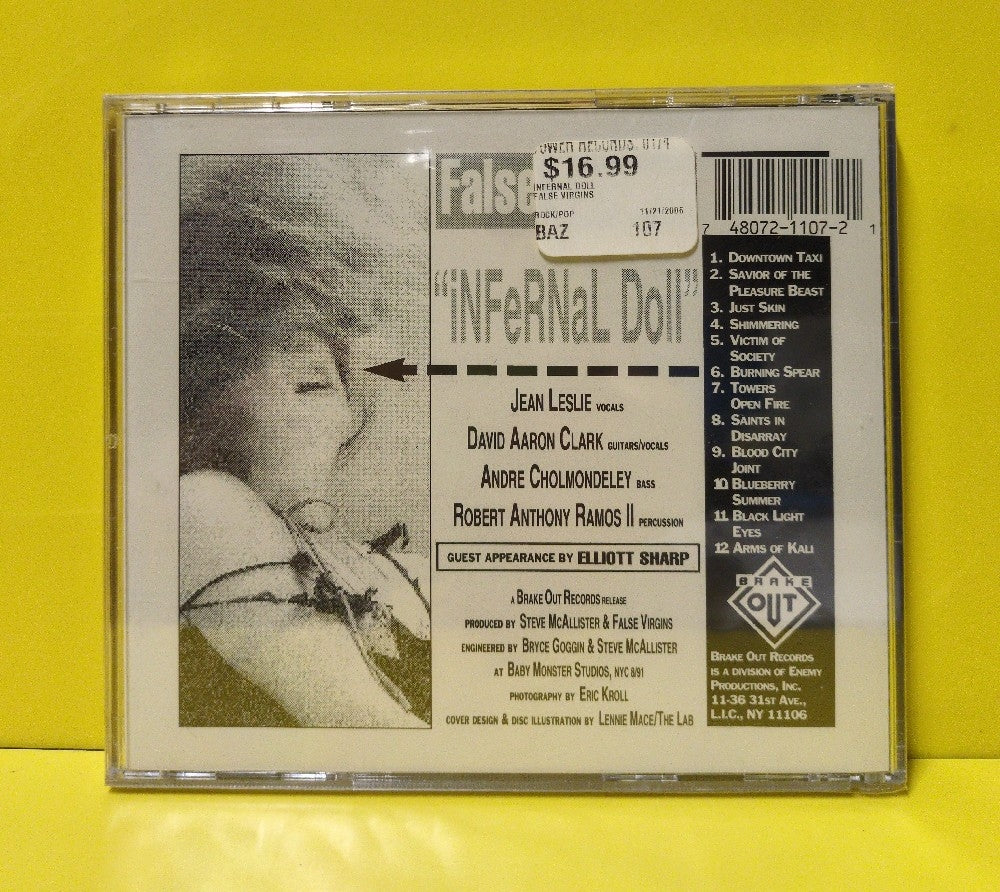 False
OWER RECORDS 01/1
$16.99
INFERNAL DOLL
FALSE VIRGINS
ROCK/POP 11/21/2006
BAZ 107
7 48072-1107-2 1
"iNFeRNaL Doll"
JEAN LESLIE VOCALS
DAVID AARON CLARK GUITARS/VOCALS
ANDRE CHOLMONDELEY BASS
ROBERT ANTHONY RAMOS II PERCUSSION
GUEST APPEARANCE BY ELLIOTT SHARP
A BRAKE OUT RECORDS RELEASE
PRODUCED BY STEVE MCALLISTER & FALSE VIRGINS
ENGINEERED BY BRYCE GOGGIN & STEVE MCALLISTER
AT BABY MONSTER STUDIOS, NYC 8/91
PHOTOGRAPHY BY ERIC KROLL
COVER DESIGN & DISC ILLUSTRATION BY LENNIE MACE/THE LAB
1. DOWNTOWN TAXI
2. SAVIOR OF THE
PLEASURE BEAST
3. JUST SKIN
4. SHIMMERING
5. VICTIM OF
SOCIETY
6. BURNING SPEAR
7. TOWERS
OPEN FIRE
8. SAINTS IN
DISARRAY
9. BLOOD CITY
JOINT
10 BLUEBERRY
SUMMER
11 BLACK LIGHT
EYES
12 ARMS OF KALI
BRAKE
OUT
BRAKE OUT RECORDS
IS A DIVISION OF ENEMY
PRODUCTIONS, INC.
11-36 31ST AVE.,
L.I.C., NY 11106